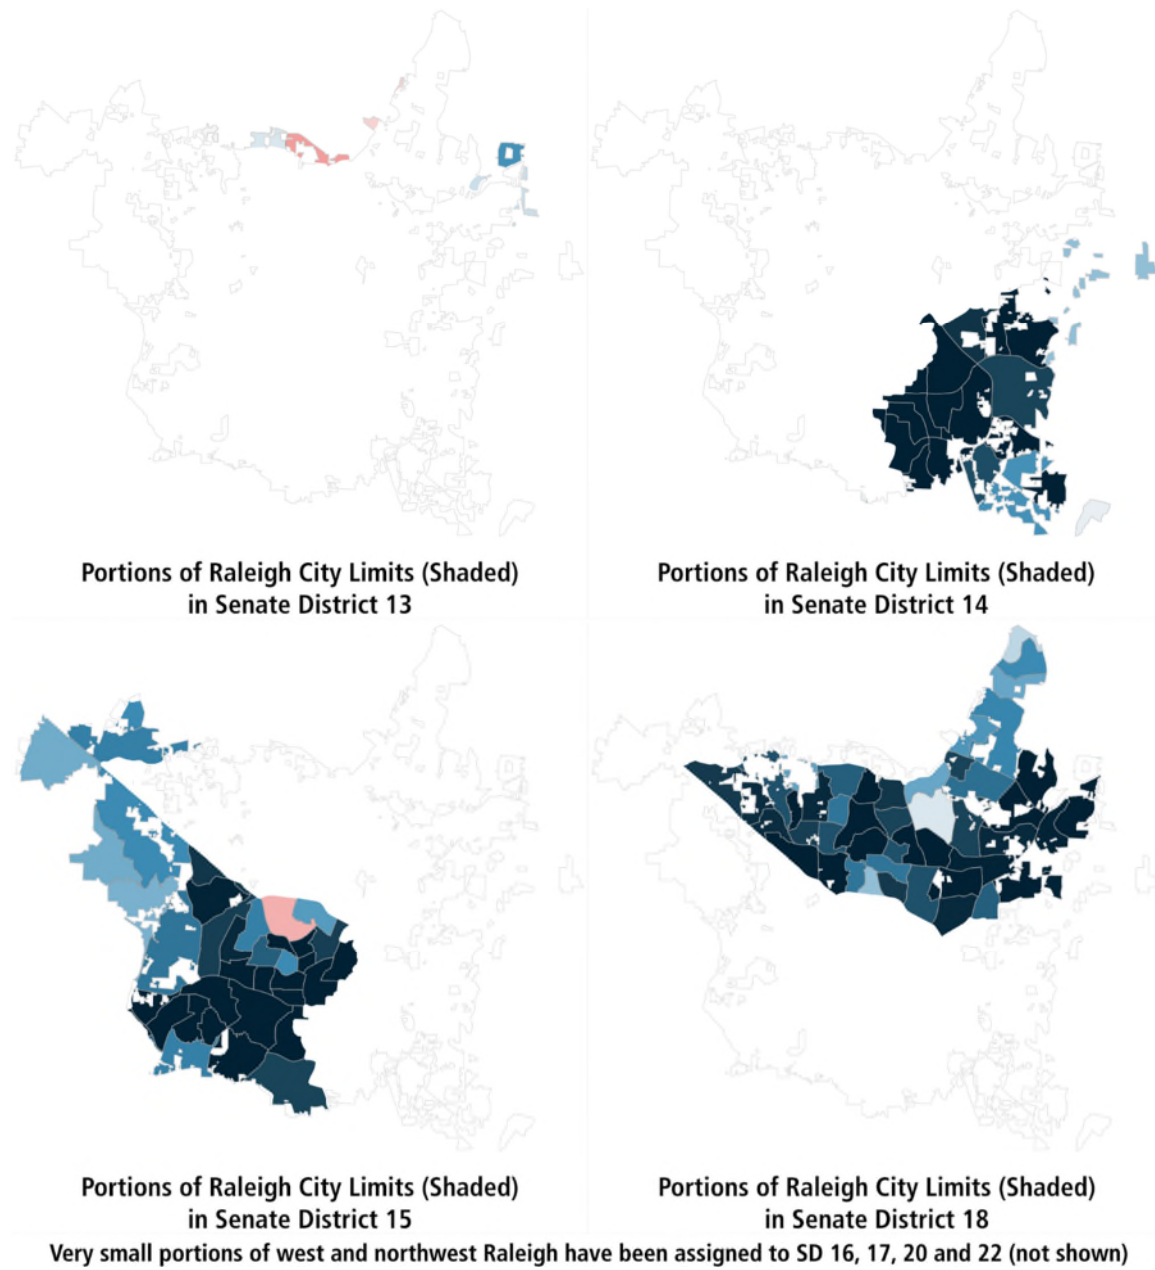 Portions of Raleigh City Limits (Shaded)
in Senate District 13
Portions of Raleigh City Limits (Shaded)
in Senate District 14
Portions of Raleigh City Limits (Shaded)
in Senate District 15
Portions of Raleigh City Limits (Shaded)
in Senate District 18
Very small portions of west and northwest Raleigh have been assigned to SD 16, 17, 20 and 22 (not shown)